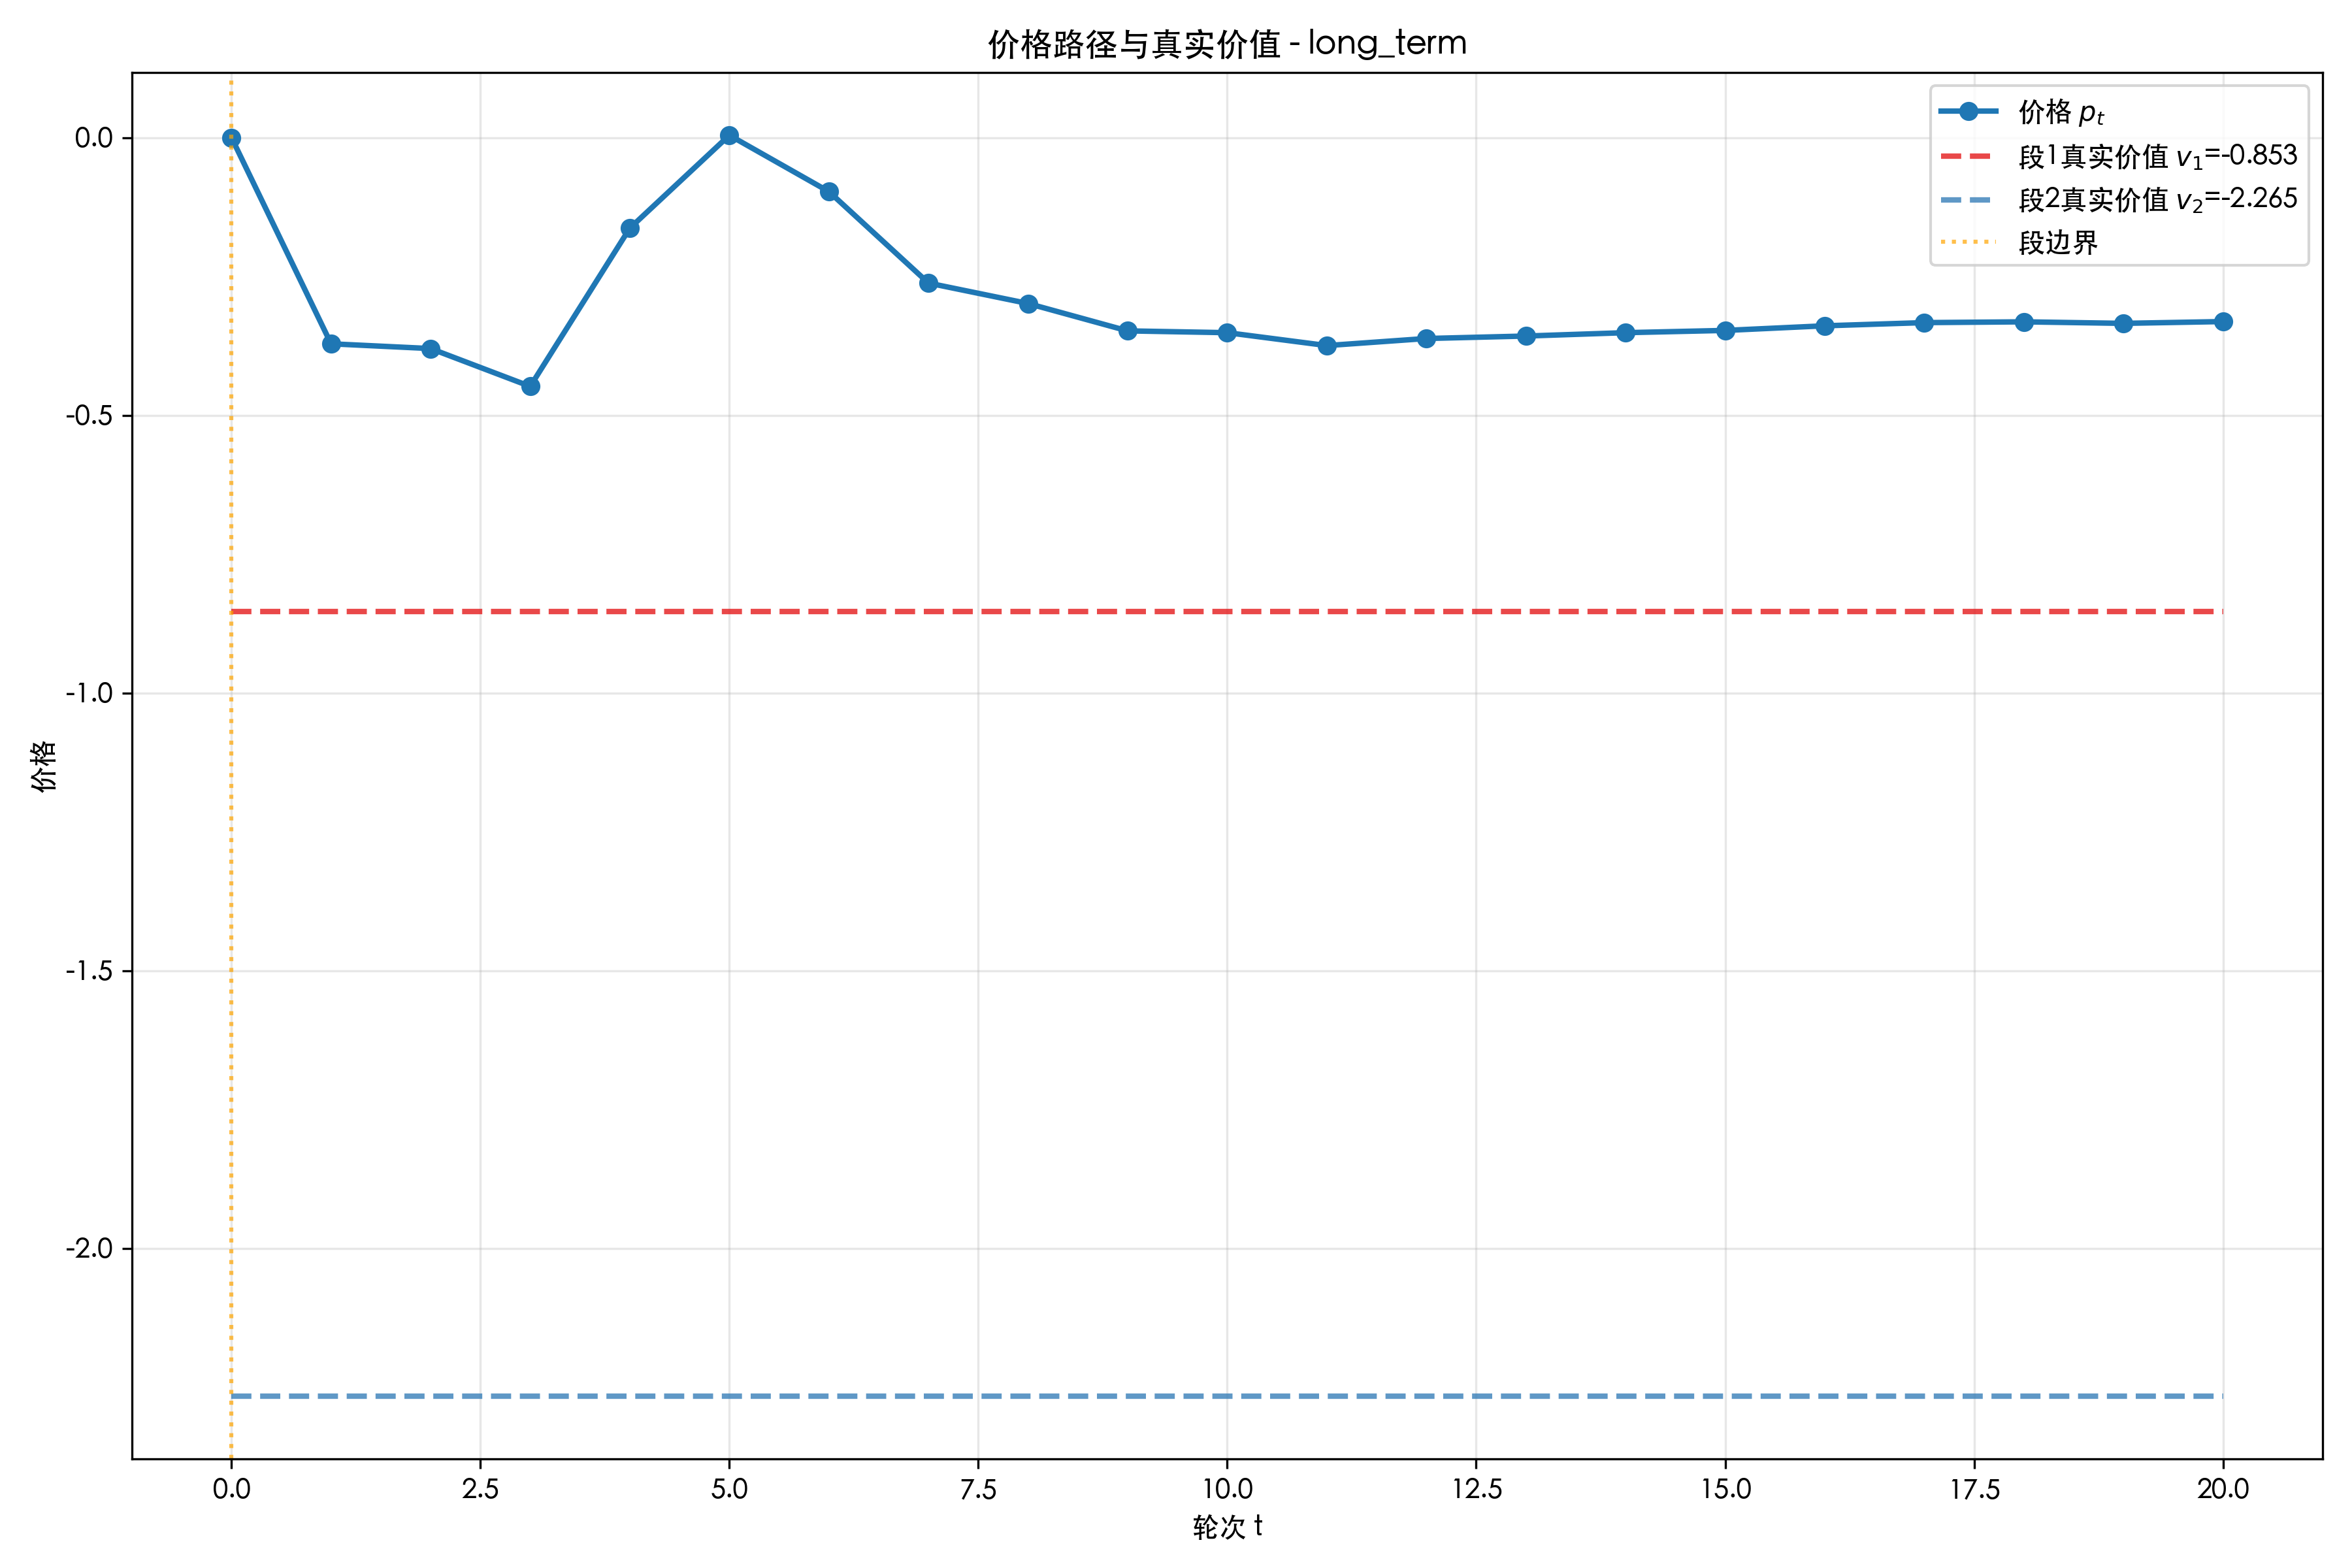 价格路径与真实价值 - long_term
价格 p_t
段1真实价值 v_1=-0.853
段2真实价值 v_2=-2.265
段边界
0.0
-0.5
-1.0
-1.5
-2.0
价格
0.0 2.5 5.0 7.5 10.0 12.5 15.0 17.5 20.0
轮次 t